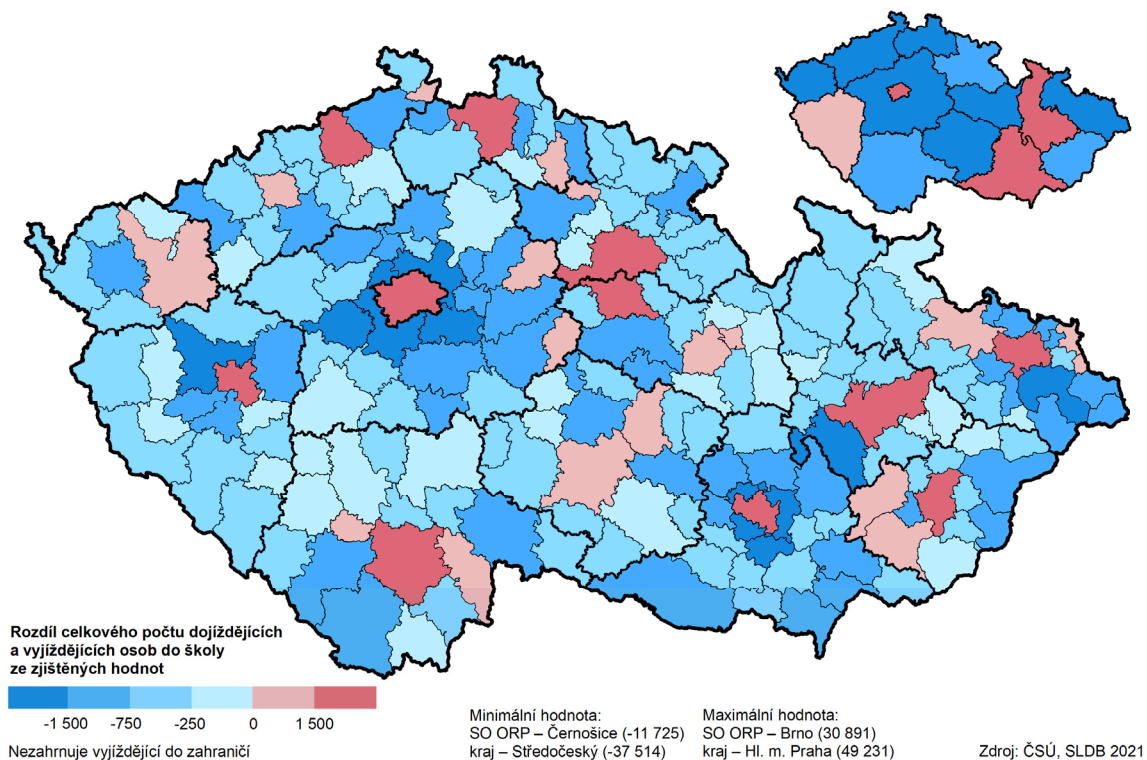 Rozdíl celkového počtu dojíždějících
a vyjíždějících osob do školy
ze zjištěných hodnot
-1 500 -750 -250 0 1 500
Nezahrnuje vyjíždějící do zahraničí
Minimální hodnota:
SO ORP – Černošice (-11 725)
kraj – Středočeský (-37 514)
Maximální hodnota:
SO ORP – Brno (30 891)
kraj – Hl. m. Praha (49 231)
Zdroj: ČSÚ, SLDB 2021